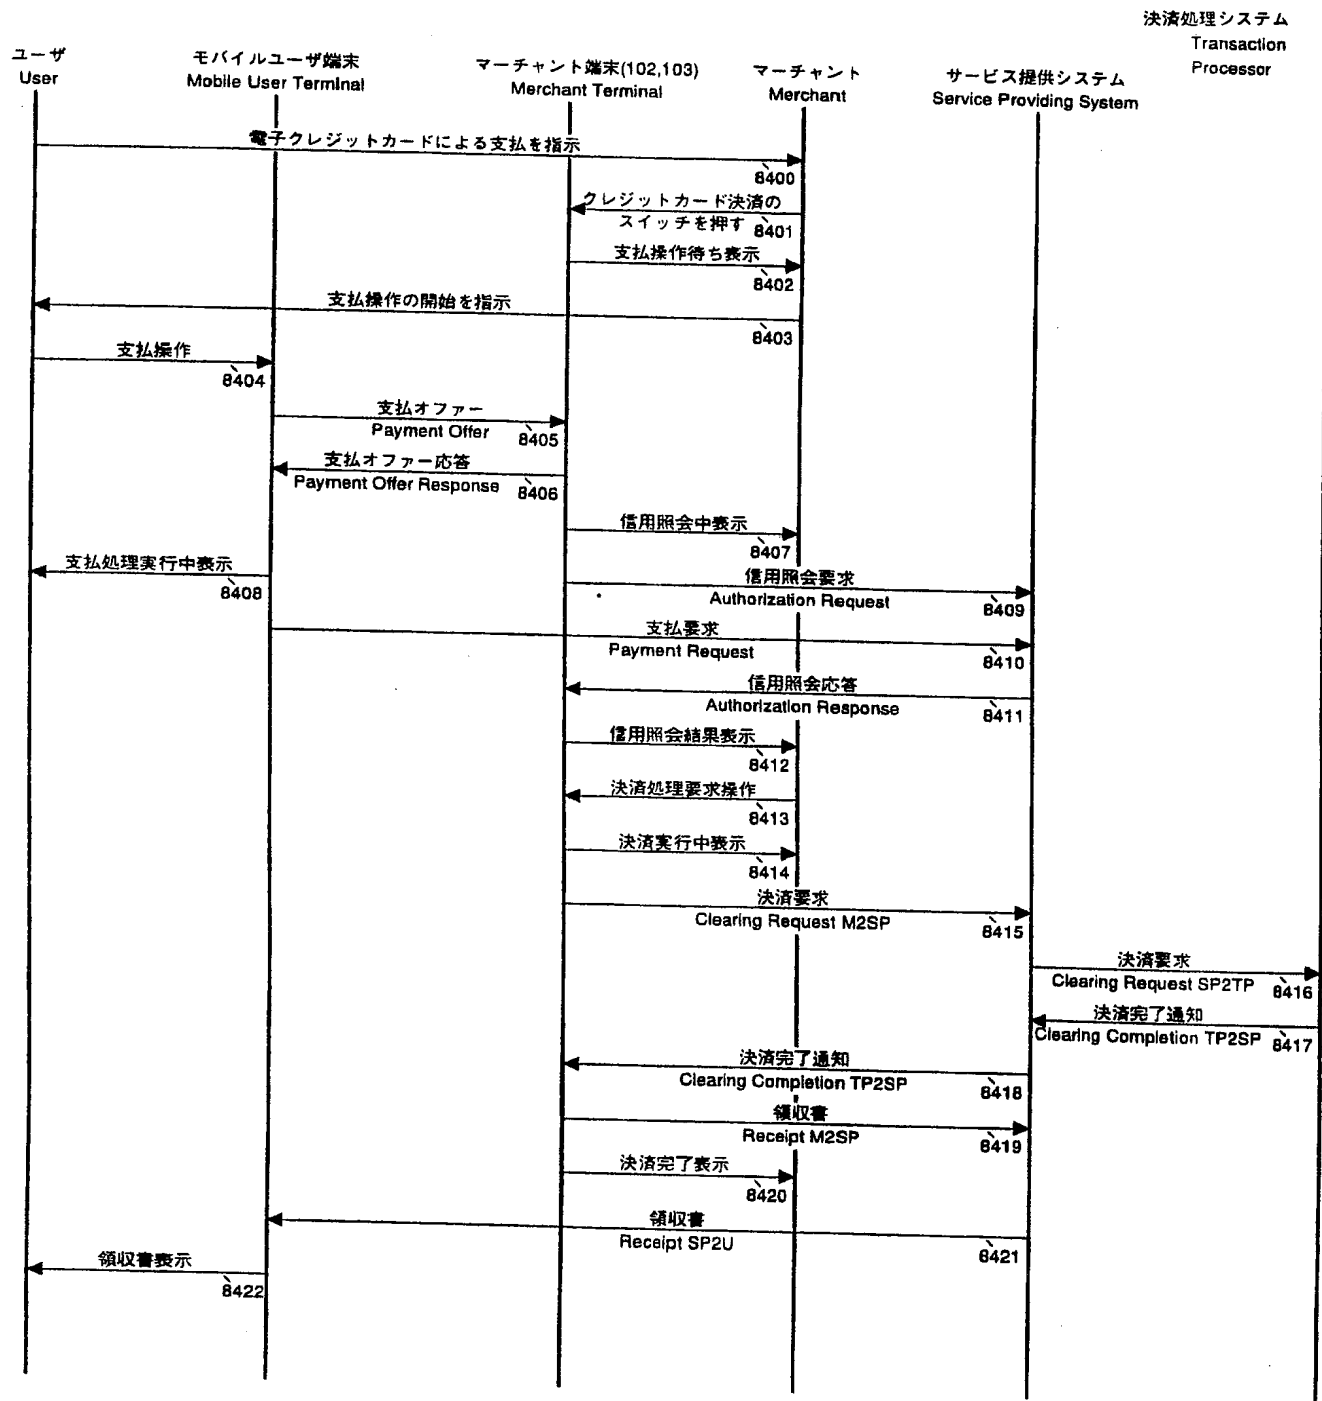 決済処理システム
Transaction
Processor
ユーザ
User
モバイルユーザ端末
Mobile User Terminal
マーチャント端末(102,103)
Merchant Terminal
マーチャント
Merchant
サービス提供システム
Service Providing System
電子クレジットカードによる支払を指示
8400
クレジットカード決済の
スイッチを押す
8401
支払操作待ち表示
8402
支払操作の開始を指示
8403
支払操作
8404
支払オファー
Payment Offer
8405
支払オファー応答
Payment Offer Response
8406
信用照会中表示
8407
支払処理実行中表示
8408
信用照会要求
Authorization Request
8409
支払要求
Payment Request
8410
信用照会応答
Authorization Response
8411
信用照会結果表示
8412
決済処理要求操作
8413
決済実行中表示
8414
決済要求
Clearing Request M2SP
8415
決済要求
Clearing Request SP2TP
8416
決済完了通知
Clearing Completion TP2SP
8417
決済完了通知
Clearing Completion TP2SP
8418
領収書
Receipt M2SP
8419
決済完了表示
8420
領収書
Receipt SP2U
8421
領収書表示
8422